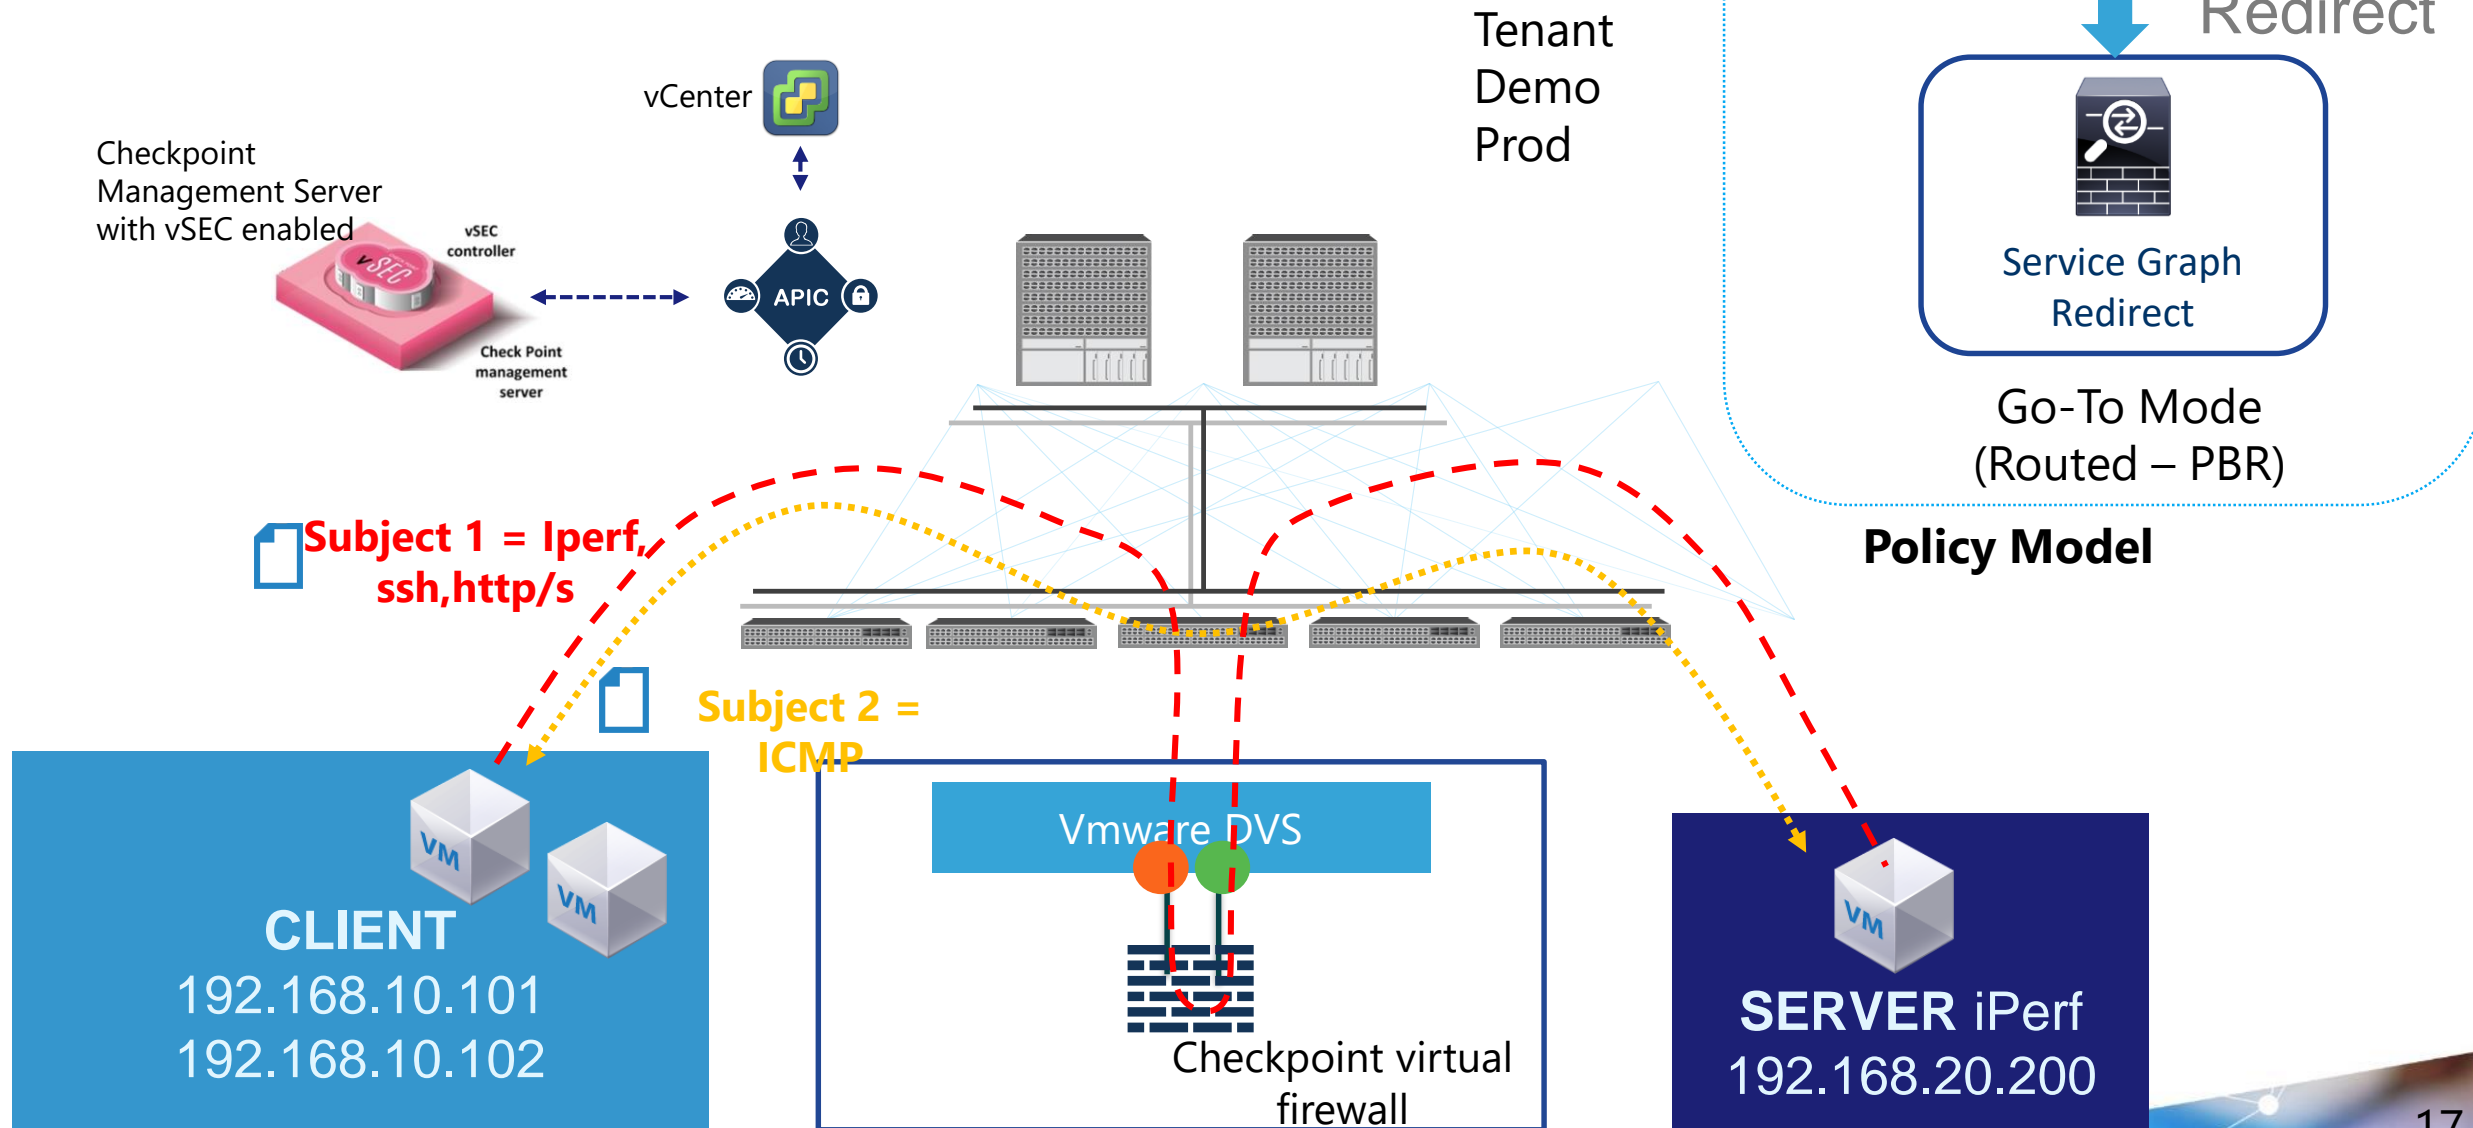 Tenant
Demo
Prod
Redirect
vCenter
Checkpoint
Management Server
with vSEC enabled
vSEC
controller
vSEC
APIC
Check Point
management
server
Service Graph
Redirect
Go-To Mode
(Routed – PBR)
Policy Model
Subject 1 = Iperf,
ssh,http/s
Subject 2 =
ICMP
Vmware DVS
VM
VM
CLIENT
192.168.10.101
192.168.10.102
Checkpoint virtual
firewall
VM
SERVER iPerf
192.168.20.200
17